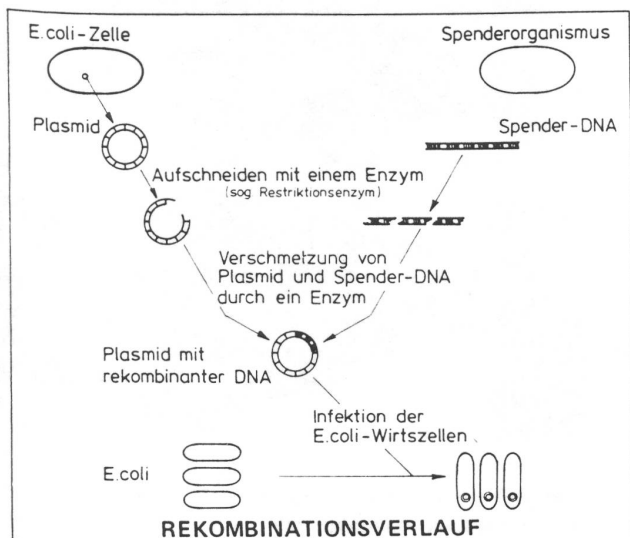 E.coli-Zelle
Spenderorganismus
Plasmid
Spender-DNA
Aufschneiden mit einem Enzym
(sog Restriktionsenzym)
Verschmetzung von
Plasmid und Spender-DNA
durch ein Enzym
Plasmid mit
rekombinanter DNA
Infektion der
E.coli-Wirtszellen
E.coli
REKOMBINATIONSVERLAUF